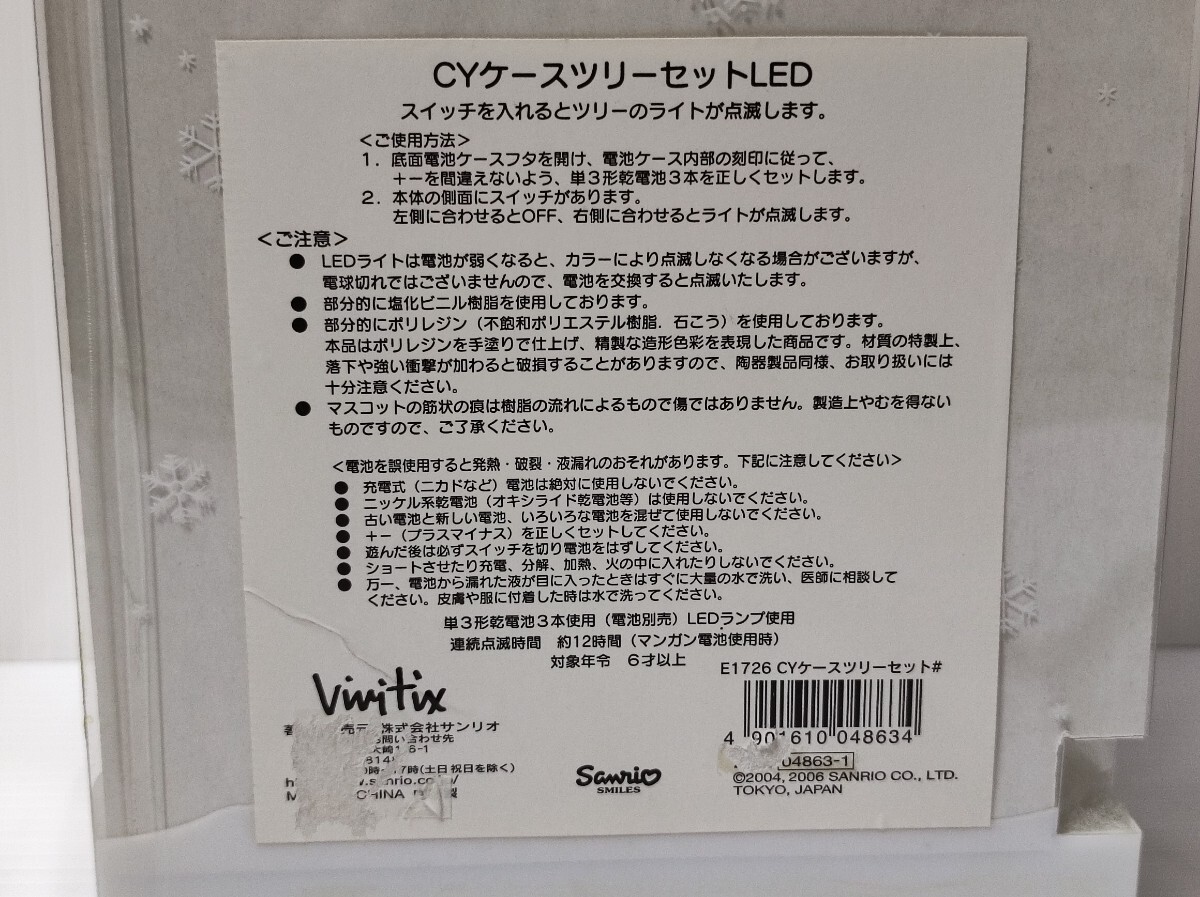 CYケースツリーセットLED
スイッチを入れるとツリーのライトが点滅します。
<ご使用方法>
1. 底面電池ケースフタを開け、電池ケース内部の刻印に従って、
+−を間違えないよう、単3形乾電池3本を正しくセットします。
2. 本体の側面にスイッチがあります。
左側に合わせるとOFF、右側に合わせるとライトが点滅します。
<ご注意>
● LEDライトは電池が弱くなると、カラーにより点滅しなくなる場合がございますが、
電球切れではございませんので、電池を交換すると点滅いたします。
● 部分的に塩化ビニル樹脂を使用しております。
● 部分的にポリレジン(不飽和ポリエステル樹脂．石こう)を使用しております。
本品はポリレジンを手塗りで仕上げ、精製な造形色彩を表現した商品です。材質の特製上、
落下や強い衝撃が加わると破損することがありますので、陶器製品同様、お取り扱いには
十分注意ください。
● マスコットの筋状の痕は樹脂の流れによるもので傷ではありません。製造上やむを得ない
ものですので、ご了承ください。
<電池を誤使用すると発熱・破裂・液漏れのおそれがあります。下記に注意してください>
● 充電式(ニカドなど)電池は絶対に使用しないでください。
● ニッケル系乾電池(オキシライド乾電池等)は使用しないでください。
● 古い電池と新しい電池、いろいろな電池を混ぜて使用しないでください。
● +−(プラスマイナス)を正しくセットしてください。
● 遊んだ後は必ずスイッチを切り電池をはずしてください。
● ショートさせたり充電、分解、加熱、火の中に入れたりしないでください。
● 万一、電池から漏れた液が目に入ったときはすぐに大量の水で洗い、医師に相談して
ください。皮膚や服に付着した時は水で洗ってください。
単3形乾電池3本使用(電池別売)LEDランプ使用
連続点滅時間 約12時間(マンガン電池使用時)
対象年令 6才以上
E1726 CYケースツリーセット#
Vivitix
株式会社サンリオ
問い合わせ先
6-1
7時(土日祝日を除く)
CHINA
4 901610 048634
04863-1
Sanrio
SMILES
©2004, 2006 SANRIO CO., LTD.
TOKYO, JAPAN